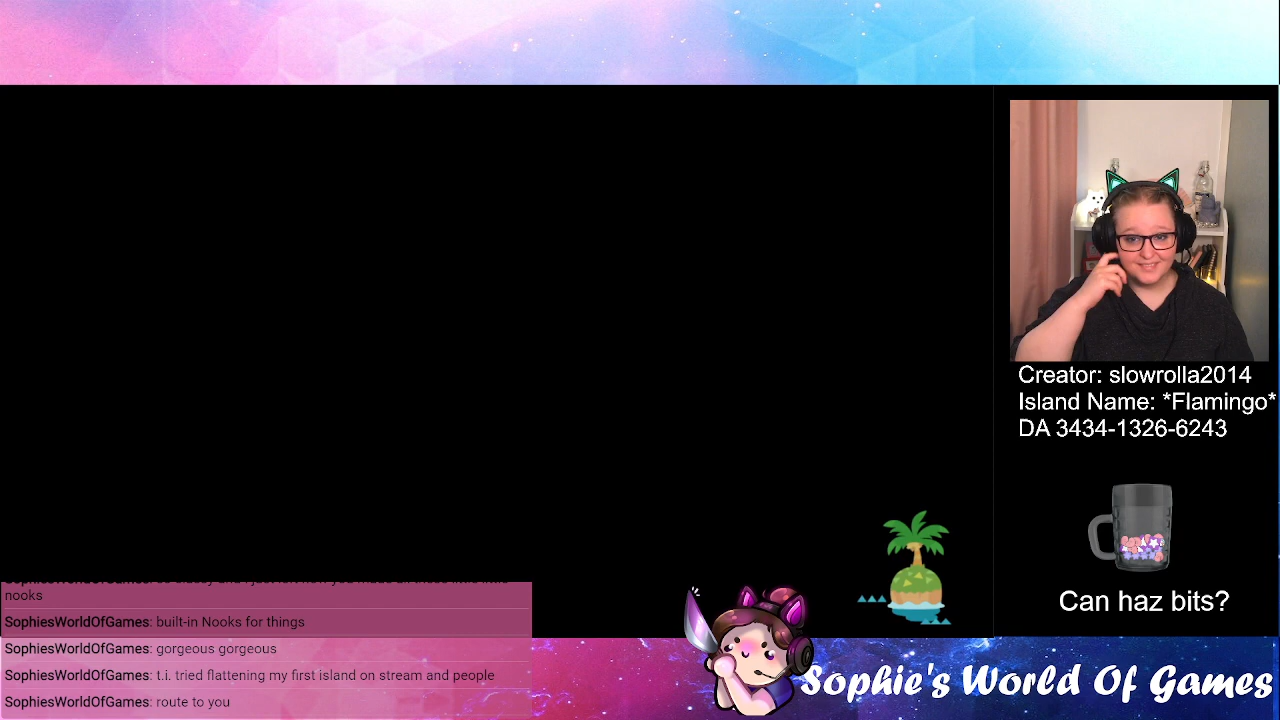 Creator: slowrolla2014
Island Name: *Flamingo*
DA 3434-1326-6243
Can haz bits?
nooks
SophiesWorldOfGames: built-in Nooks for things
SophiesWorldOfGames: gorgeous gorgeous
SophiesWorldOfGames: t.i. tried flattening my first island on stream and people
SophiesWorldOfGames: route to you
Sophie's World Of Games